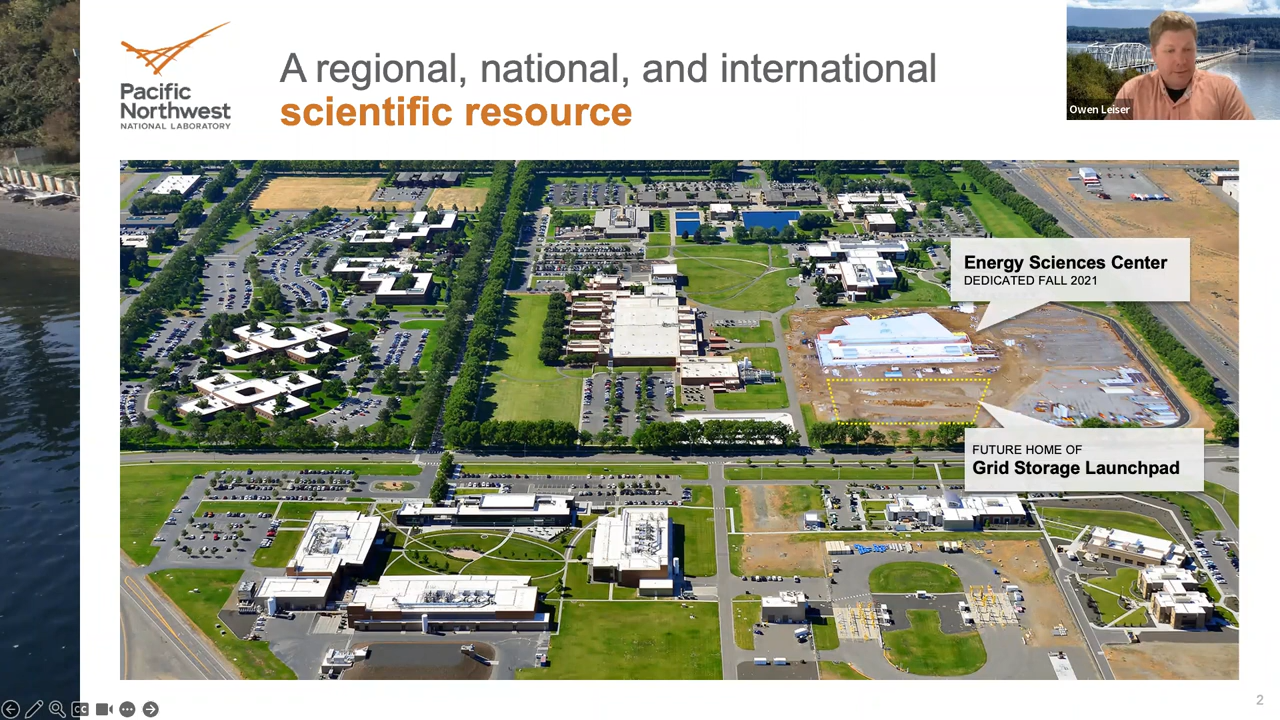 Pacific
Northwest
NATIONAL LABORATORY
A regional, national, and international
scientific resource
Owen Leiser
Energy Sciences Center
DEDICATED FALL 2021
FUTURE HOME OF
Grid Storage Launchpad
CC
2